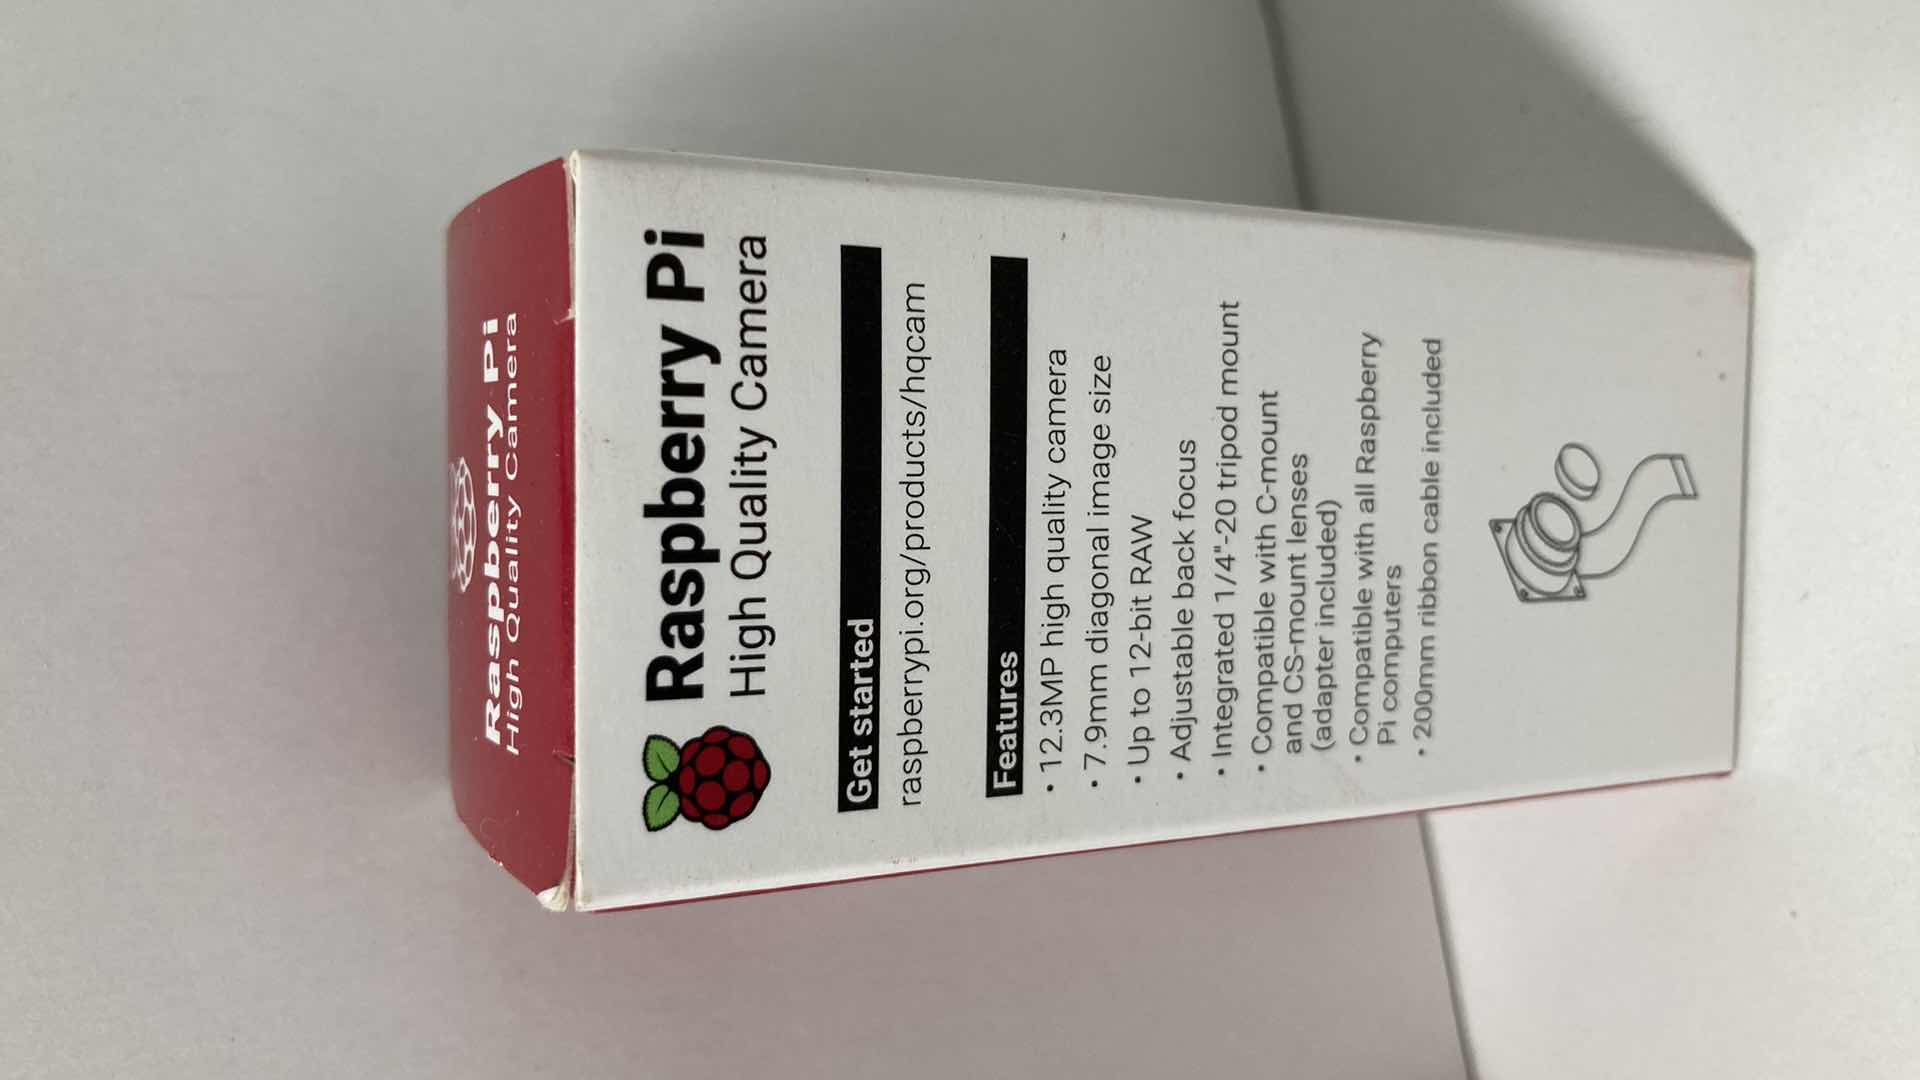 Raspberry Pi
High Quality Camera
Raspberry Pi
High Quality Camera
Get started
raspberrypi.org/products/hqcam
Features
• 12.3MP high quality camera
• 7.9mm diagonal image size
• Up to 12-bit RAW
• Adjustable back focus
• Integrated 1/4"-20 tripod mount
• Compatible with C-mount
and CS-mount lenses
(adapter included)
• Compatible with all Raspberry
Pi computers
• 200mm ribbon cable included